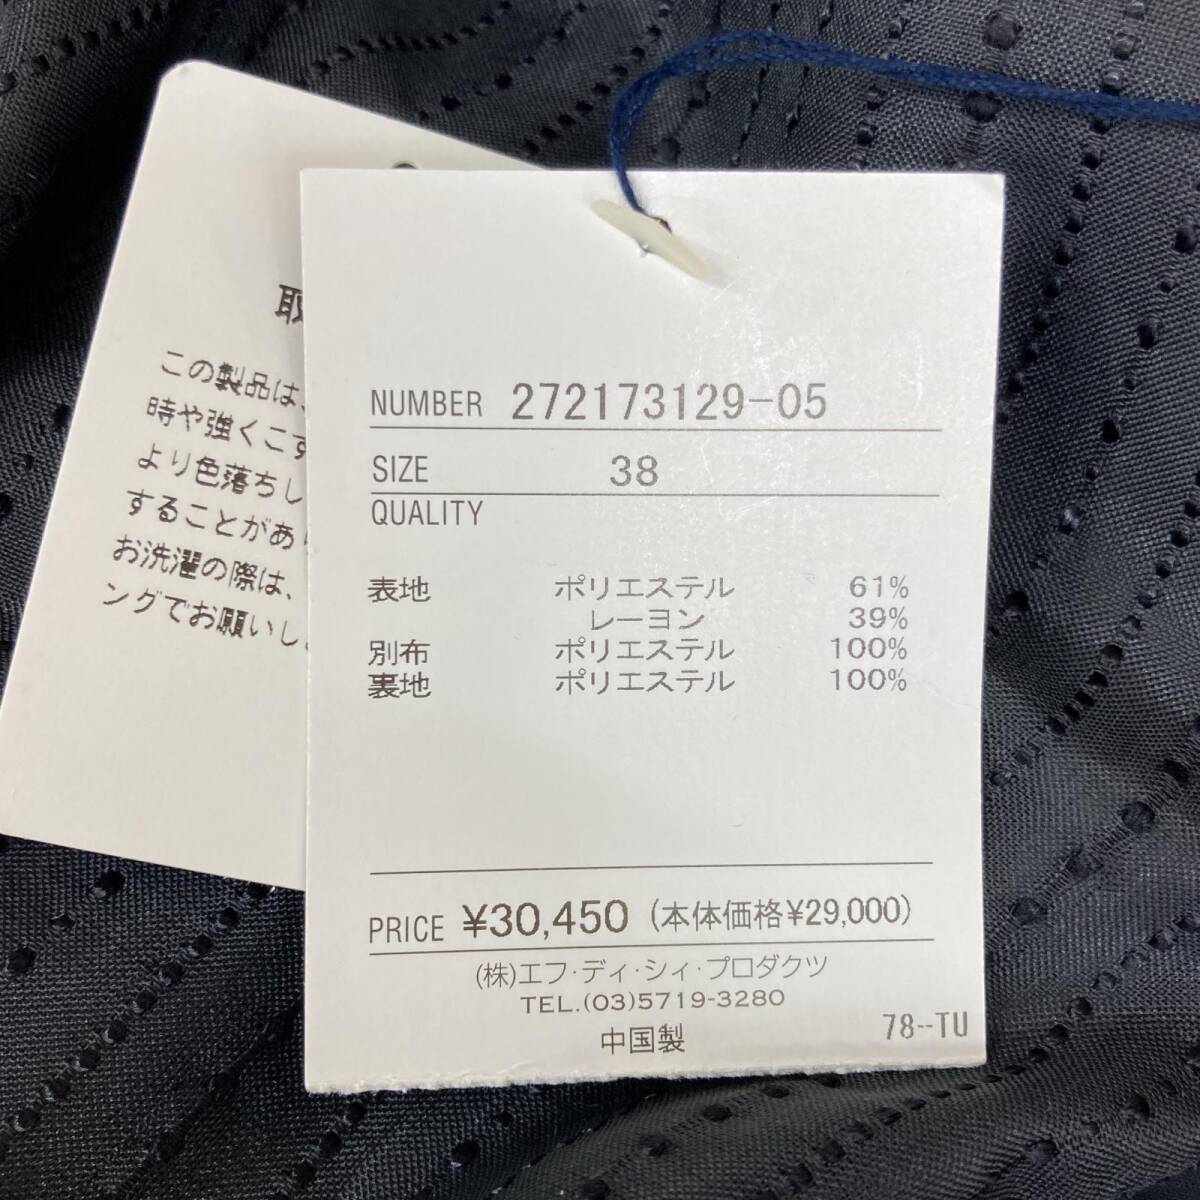 この製品は、
時や強くこす
より色落ちし
することがあり
お洗濯の際は、
ングでお願いし
NUMBER 272173129-05
SIZE 38
QUALITY
表地 ポリエステル 61%
レーヨン 39%
別布 ポリエステル 100%
裏地 ポリエステル 100%
PRICE ¥30,450 (本体価格¥29,000)
(株)エフ・ディ・シィ・プロダクツ
TEL.(03)5719-3280
中国製
78--TU